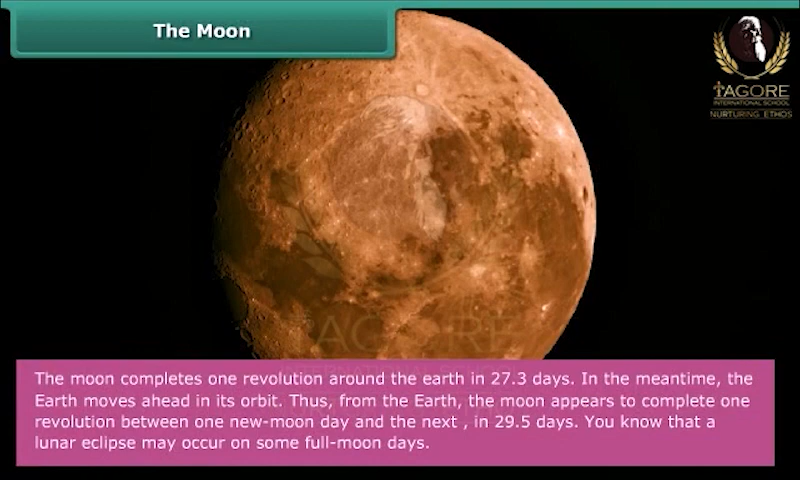 The Moon
TAGORE
INTERNATIONAL SCHOOL
NURTURING ETHOS
TAGORE
INTERNATIONAL SCHOOL
The moon completes one revolution around the earth in 27.3 days. In the meantime, the
Earth moves ahead in its orbit. Thus, from the Earth, the moon appears to complete one
revolution between one new-moon day and the next , in 29.5 days. You know that a
lunar eclipse may occur on some full-moon days.